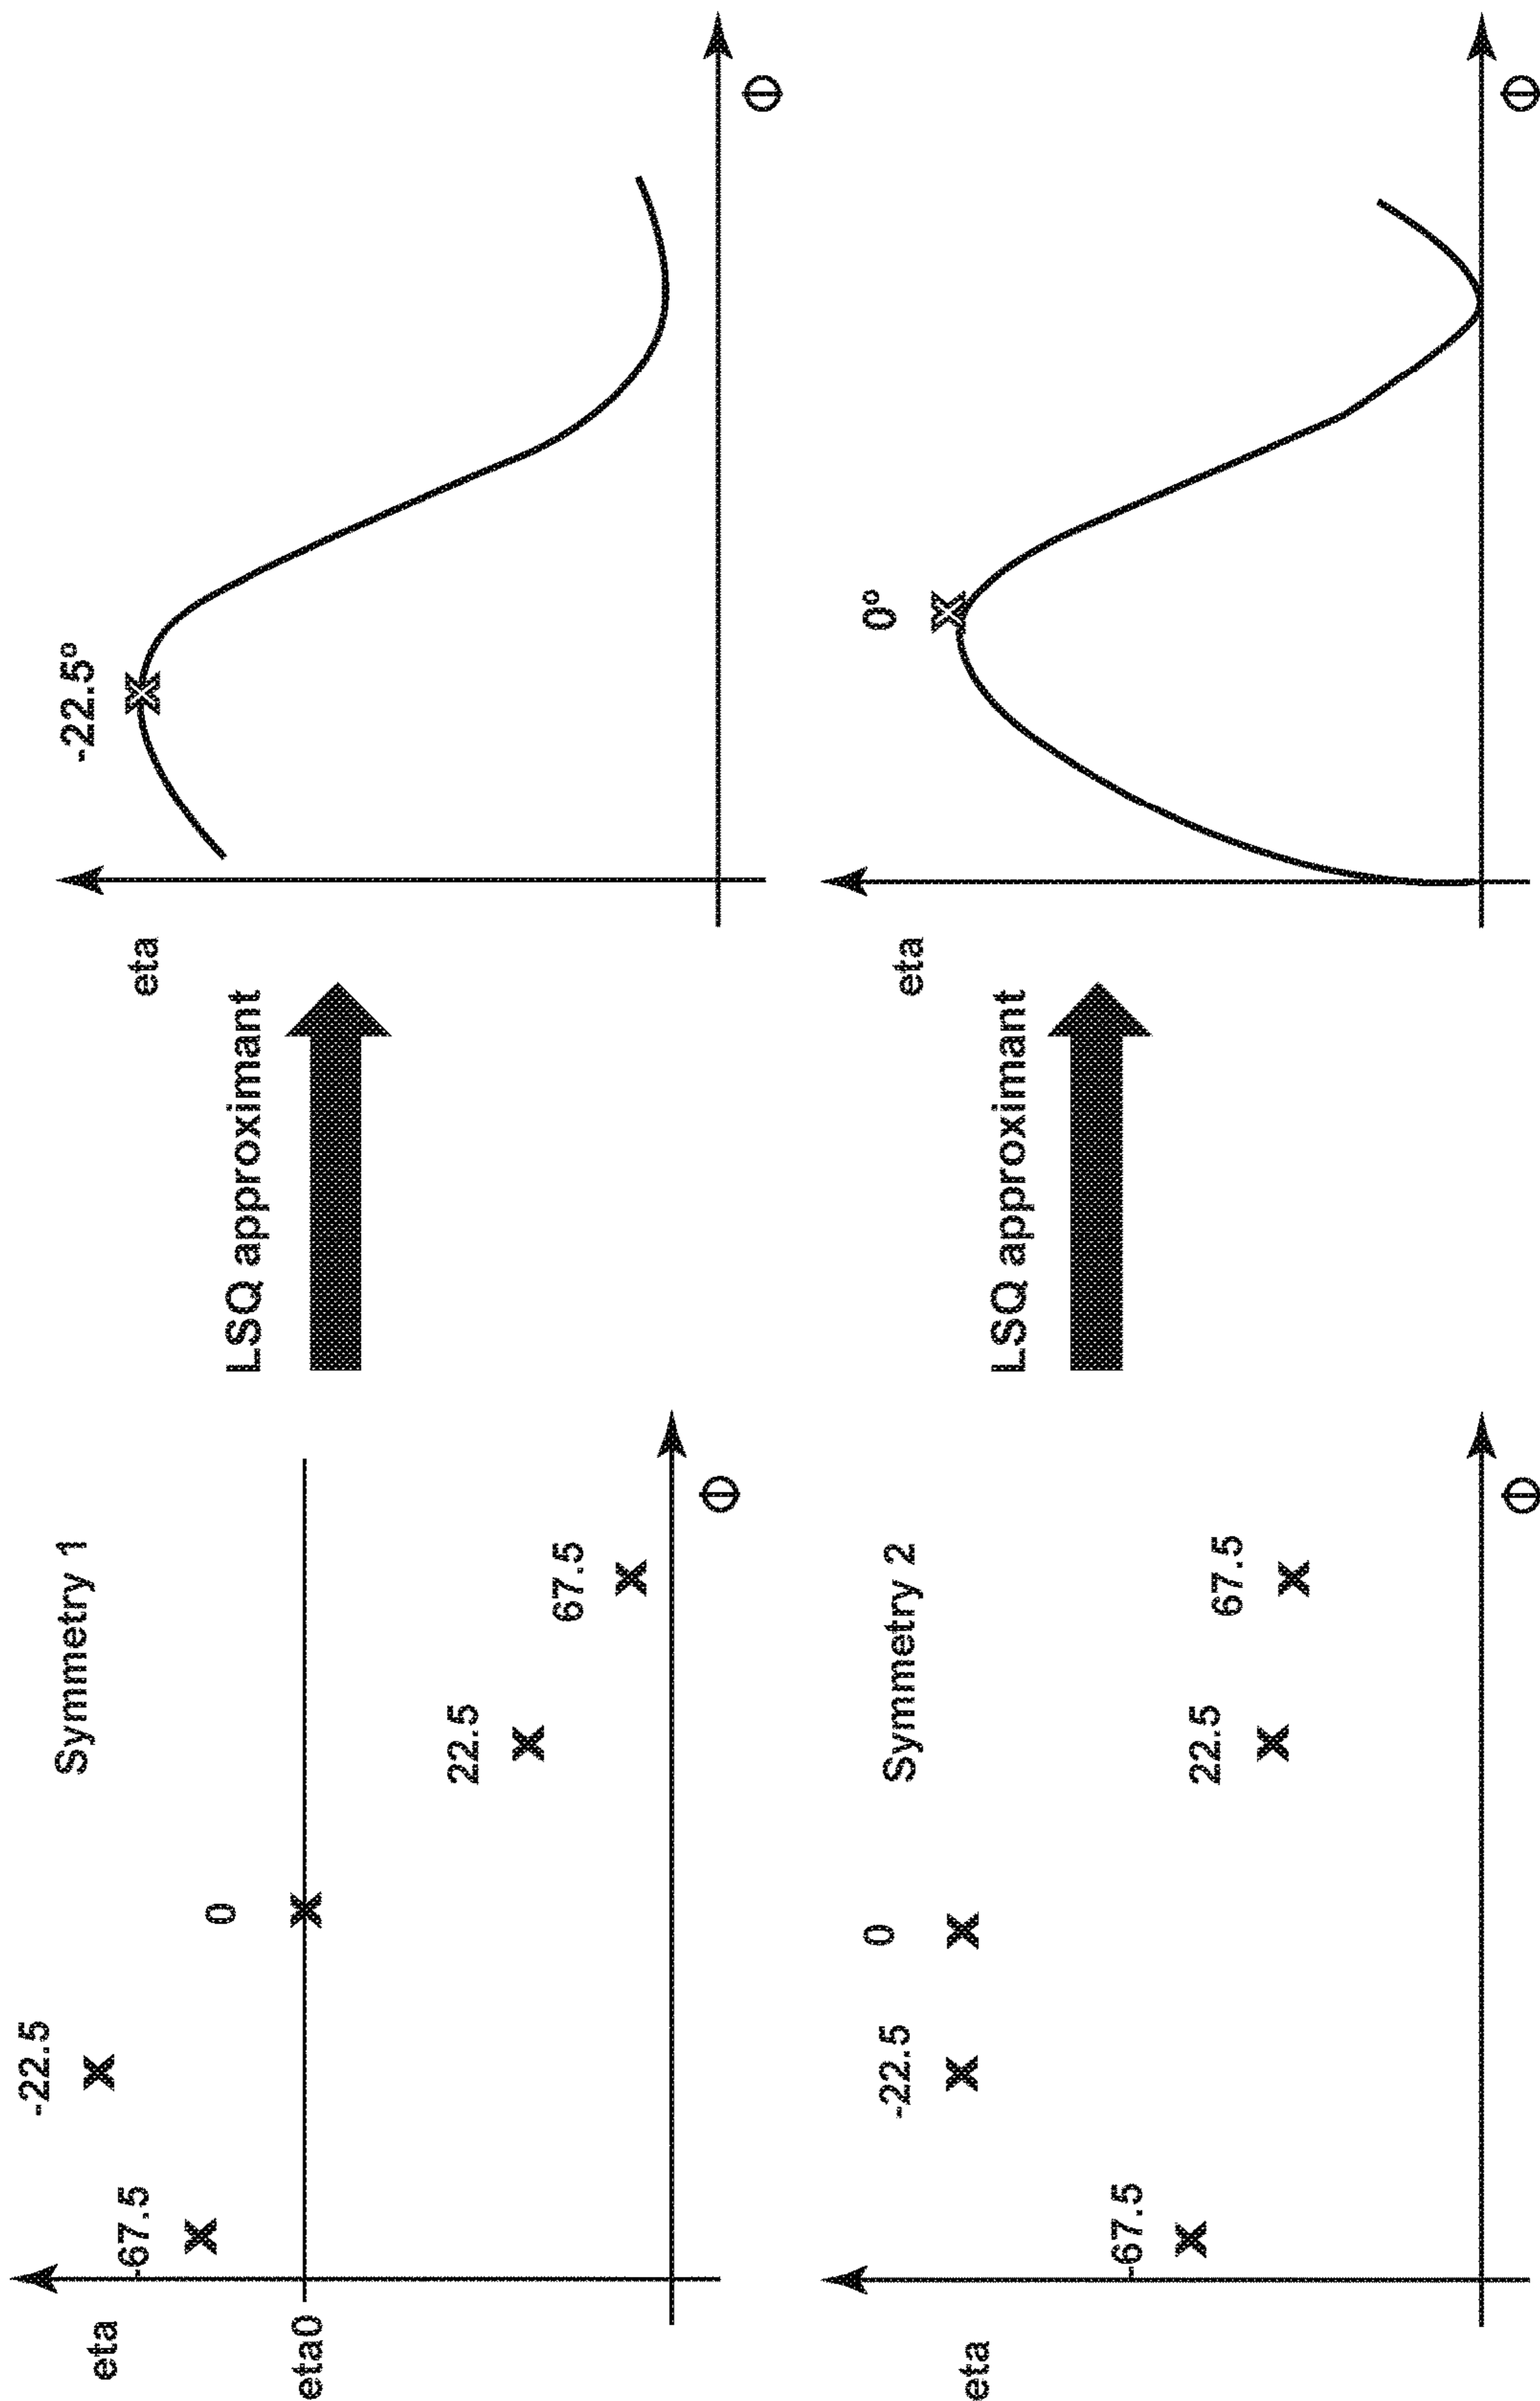 Symmetry 1
eta
-67.5
-22.5
0
22.5
67.5
eta0
Φ
LSQ approximant
eta
-22.5°
Φ
Symmetry 2
eta
-67.5
-22.5
0
22.5
67.5
Φ
LSQ approximant
eta
0°
Φ